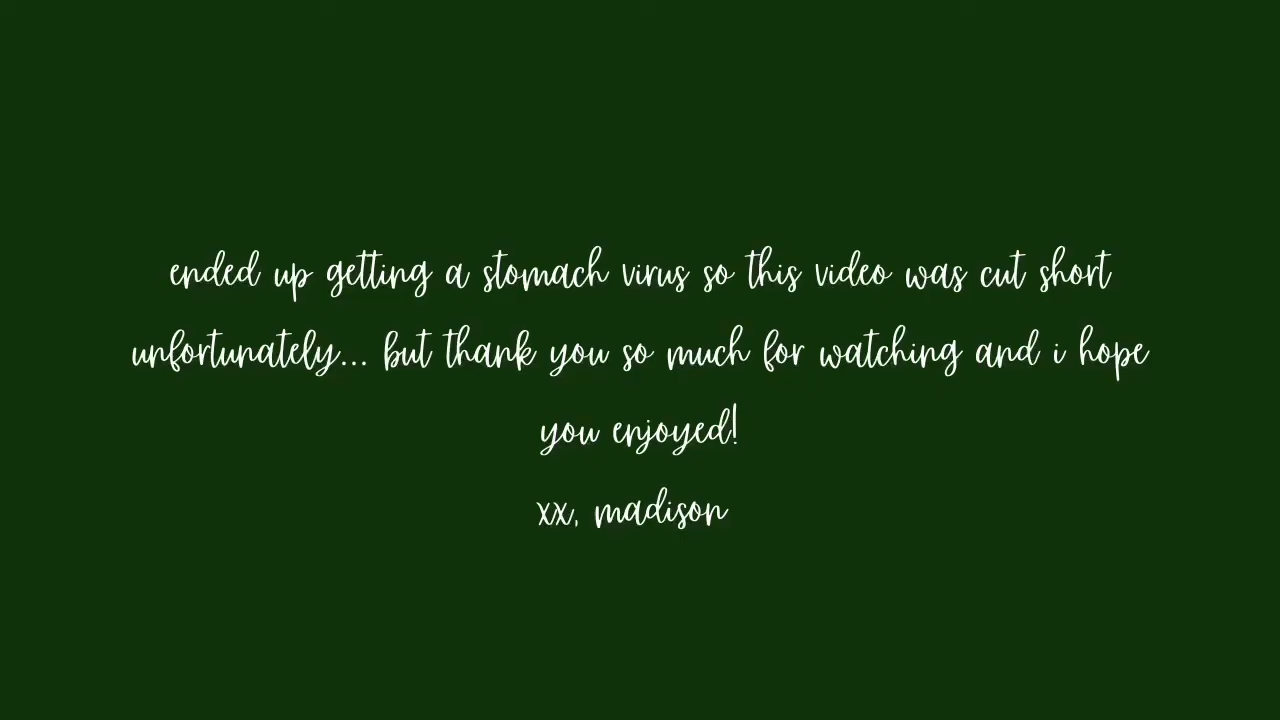 ended up getting a stomach virus so this video was cut short
unfortunately... but thank you so much for watching and i hope
you enjoyed!
xx, madison